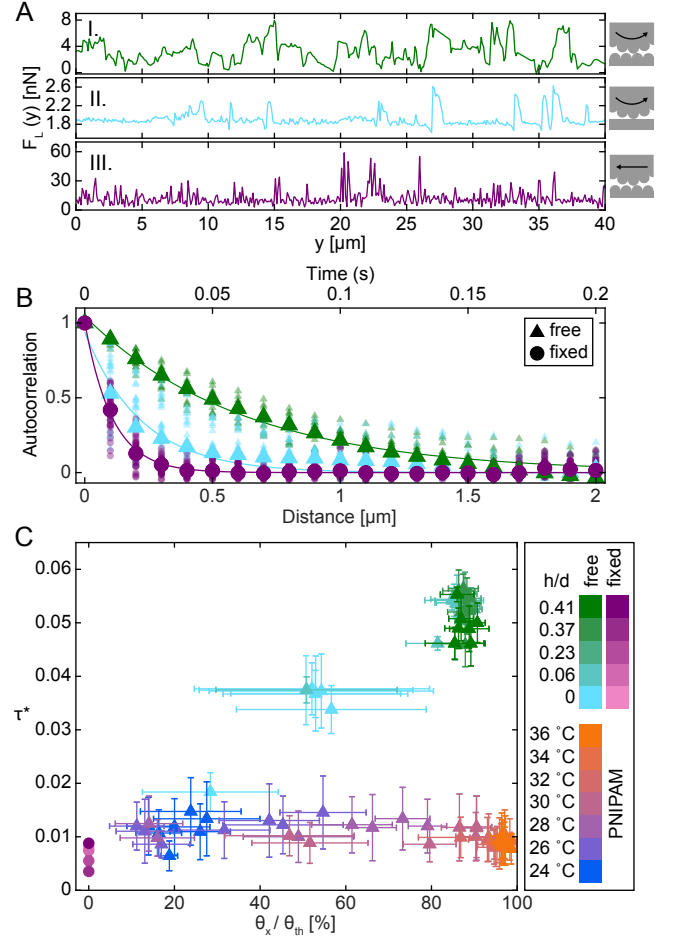 A
I.
8
4
0
II.
2.6
2.2
1.8
F_L (y) [nN]
III.
60
30
0
0 5 10 15 20 25 30 35 40
y [µm]
Time (s)
0 0.05 0.1 0.15 0.2
B
1
0.5
0
Autocorrelation
free
fixed
0 0.5 1 1.5 2
Distance [µm]
C
0.06
0.05
0.04
0.03
0.02
0.01
0
τ*
0 20 40 60 80 100
θ_x / θ_th [%]
h/d free fixed
0.41
0.37
0.23
0.06
0
36 °C
34 °C
32 °C
30 °C
28 °C
26 °C
24 °C
PNIPAM